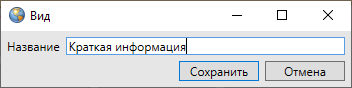 Вид
Название Краткая информация
Сохранить Отмена